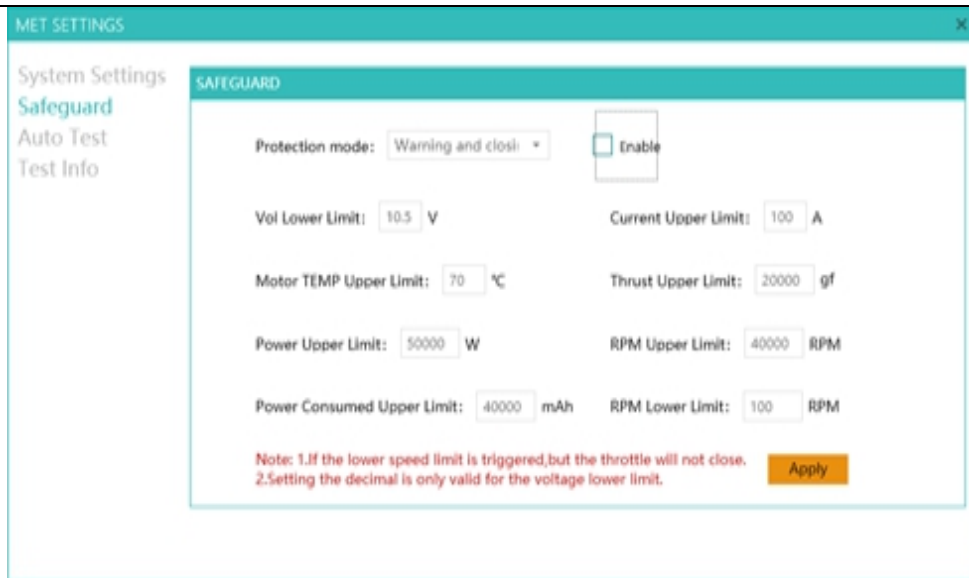 MET SETTINGS
System Settings
Safeguard
Auto Test
Test Info
SAFEGUARD
Protection mode: Warning and closi Enable
Vol Lower Limit: 10.5 V Current Upper Limit: 100 A
Motor TEMP Upper Limit: 70 ℃ Thrust Upper Limit: 20000 gf
Power Upper Limit: 50000 W RPM Upper Limit: 40000 RPM
Power Consumed Upper Limit: 40000 mAh RPM Lower Limit: 100 RPM
Note: 1.If the lower speed limit is triggered,but the throttle will not close.
2.Setting the decimal is only valid for the voltage lower limit.
Apply